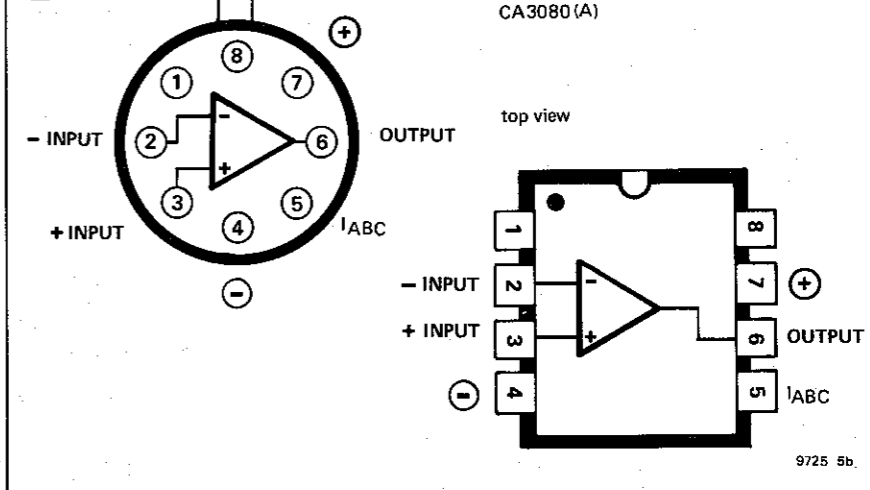 CA3080(A)
+
8
1
7
- INPUT
2
-
6
OUTPUT
+
3
5
+ INPUT
4
IABC
-
top view
1
8
- INPUT
2
-
7
+
+ INPUT
3
+
6
OUTPUT
-
4
5
IABC
9725 5b